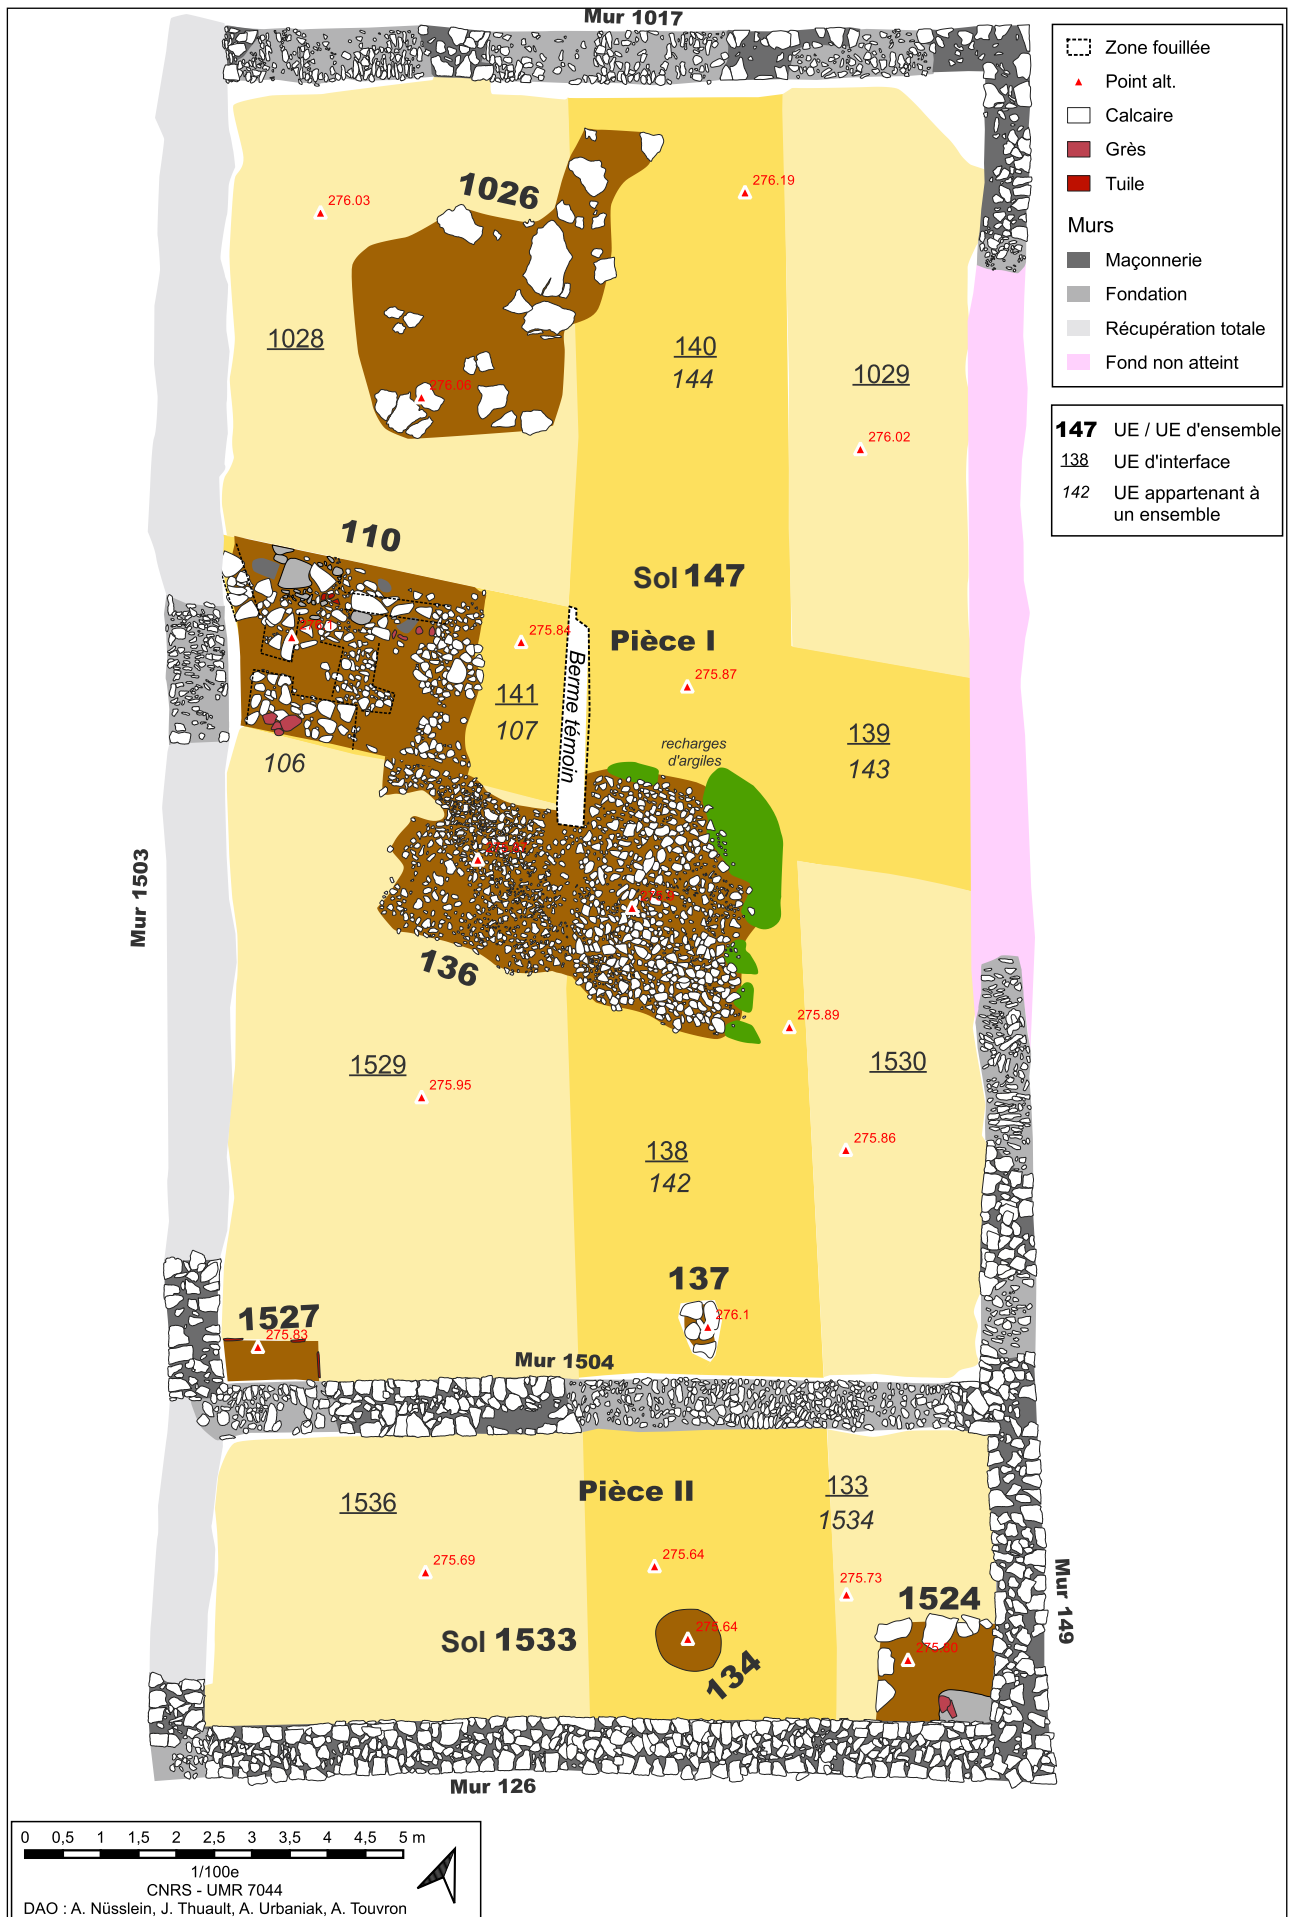 Mur 1017
Zone fouillée
Point alt.
Calcaire
Grès
Tuile
Murs
Maçonnerie
Fondation
Récupération totale
Fond non atteint
147 UE / UE d'ensemble
138 UE d'interface
142 UE appartenant à
un ensemble
1026
276.03
276.19
1028
140
144
1029
276.06
276.02
110
Sol 147
Pièce I
276.1
275.84
275.87
141
107
Berme témoin
139
143
recharges
d'argiles
106
Mur 1503
136
275.89
1529
1530
275.95
275.86
138
142
137
276.1
1527
275.83
Mur 1504
Pièce II
1536
133
1534
275.69
275.64
275.73
1524
Mur 149
Sol 1533
275.64
134
275.80
Mur 126
0 0,5 1 1,5 2 2,5 3 3,5 4 4,5 5 m
1/100e
CNRS - UMR 7044
DAO : A. Nüsslein, J. Thuault, A. Urbaniak, A. Touvron